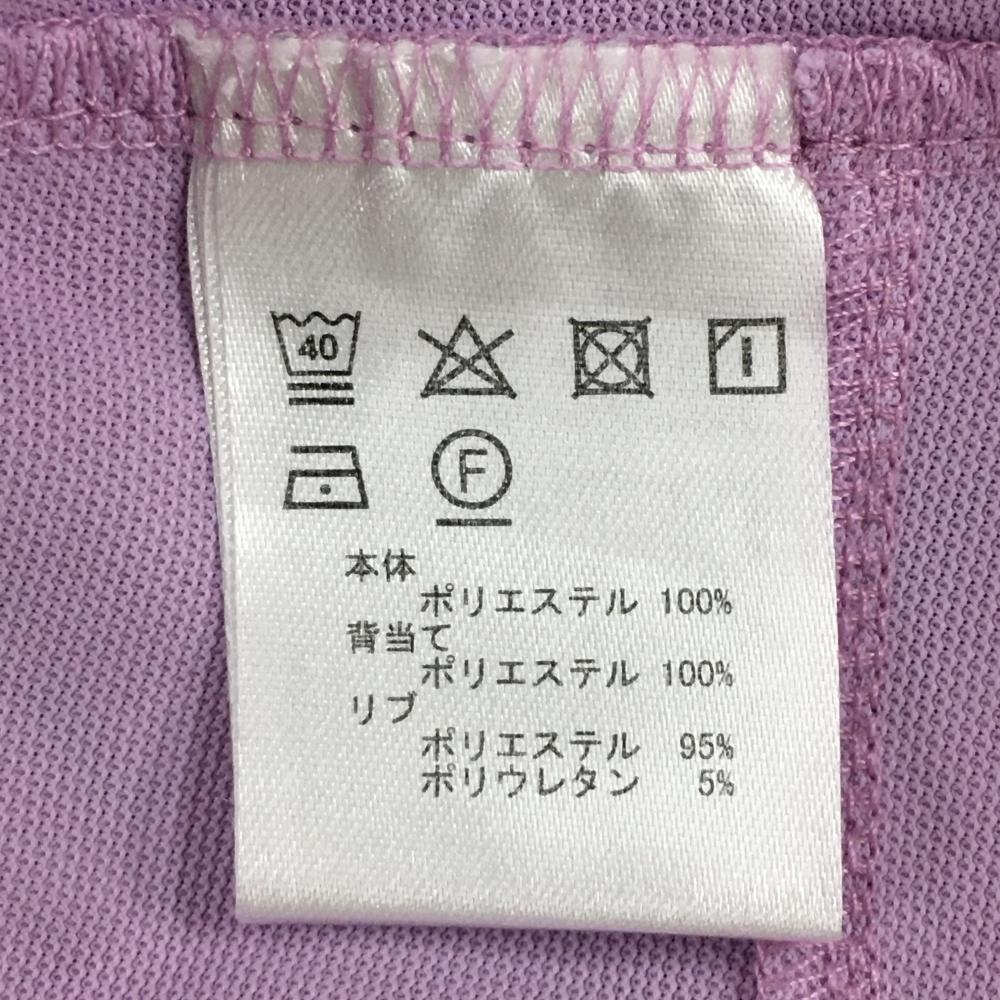 40
F
本体
ポリエステル 100%
背当て
ポリエステル 100%
リブ
ポリエステル 95%
ポリウレタン 5%